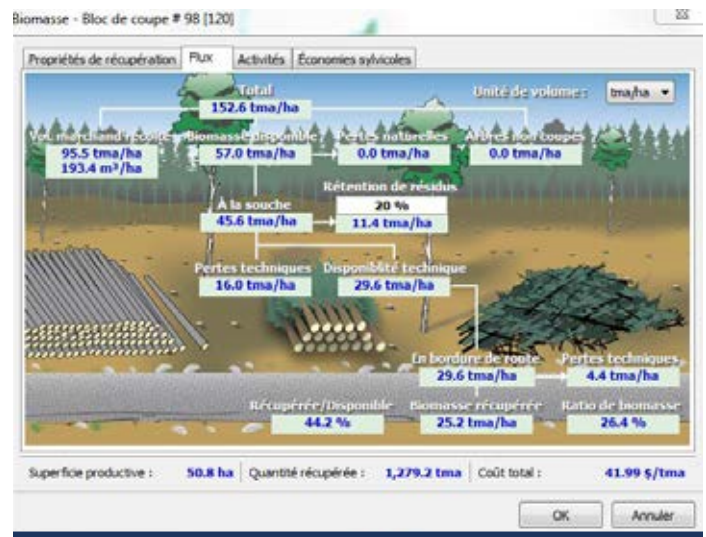 Biomasse - Bloc de coupe # 98 [120]
Propriétés de récupération Flux Activités Économies sylvicoles
Total
152.6 tma/ha
Unité de volume : tma/ha
Vol. marchand récolté Biomasse disponible Pertes naturelles Arbres non coupés
95.5 tma/ha 57.0 tma/ha 0.0 tma/ha 0.0 tma/ha
193.4 m³/ha
Rétention de résidus
À la souche 20 %
45.6 tma/ha 11.4 tma/ha
Pertes techniques Disponiblité technique
16.0 tma/ha 29.6 tma/ha
En bordure de route Pertes techniques
29.6 tma/ha 4.4 tma/ha
Récupérée/Disponible Biomasse récupérée Ratio de biomasse
44.2 % 25.2 tma/ha 26.4 %
Superficie productive : 50.8 ha Quantité récupérée : 1,279.2 tma Coût total : 41.99 $/tma
OK Annuler